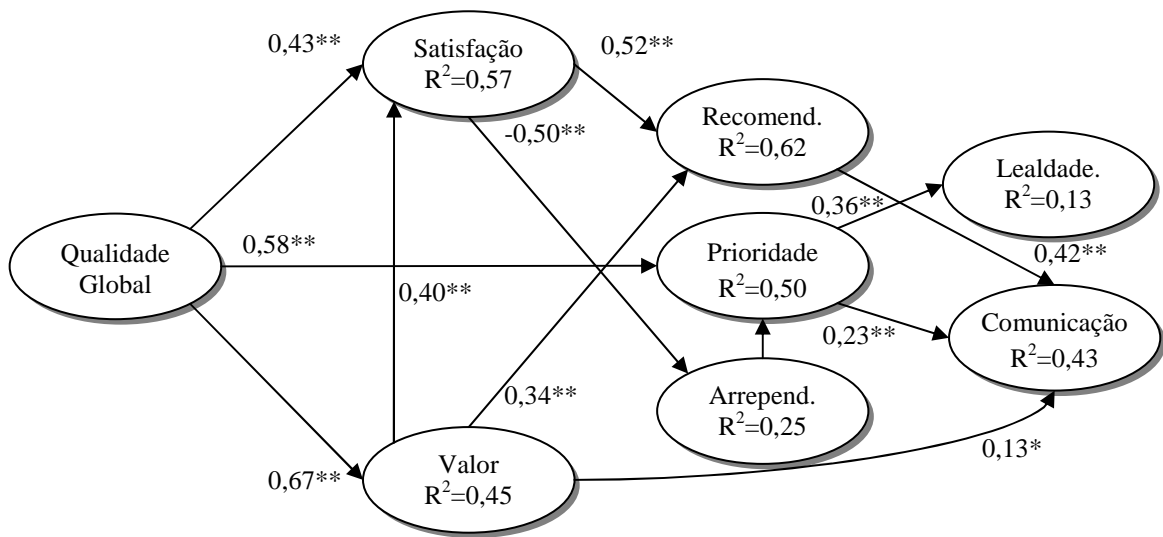 0,43**
Satisfação
R²=0,57
0,52**
Recomend.
R²=0,62
-0,50**
Lealdade.
R²=0,13
0,36**
Qualidade
Global
0,58**
Prioridade
R²=0,50
0,42**
0,40**
0,23**
Comunicação
R²=0,43
0,34**
Arrepend.
R²=0,25
0,67**
Valor
R²=0,45
0,13*